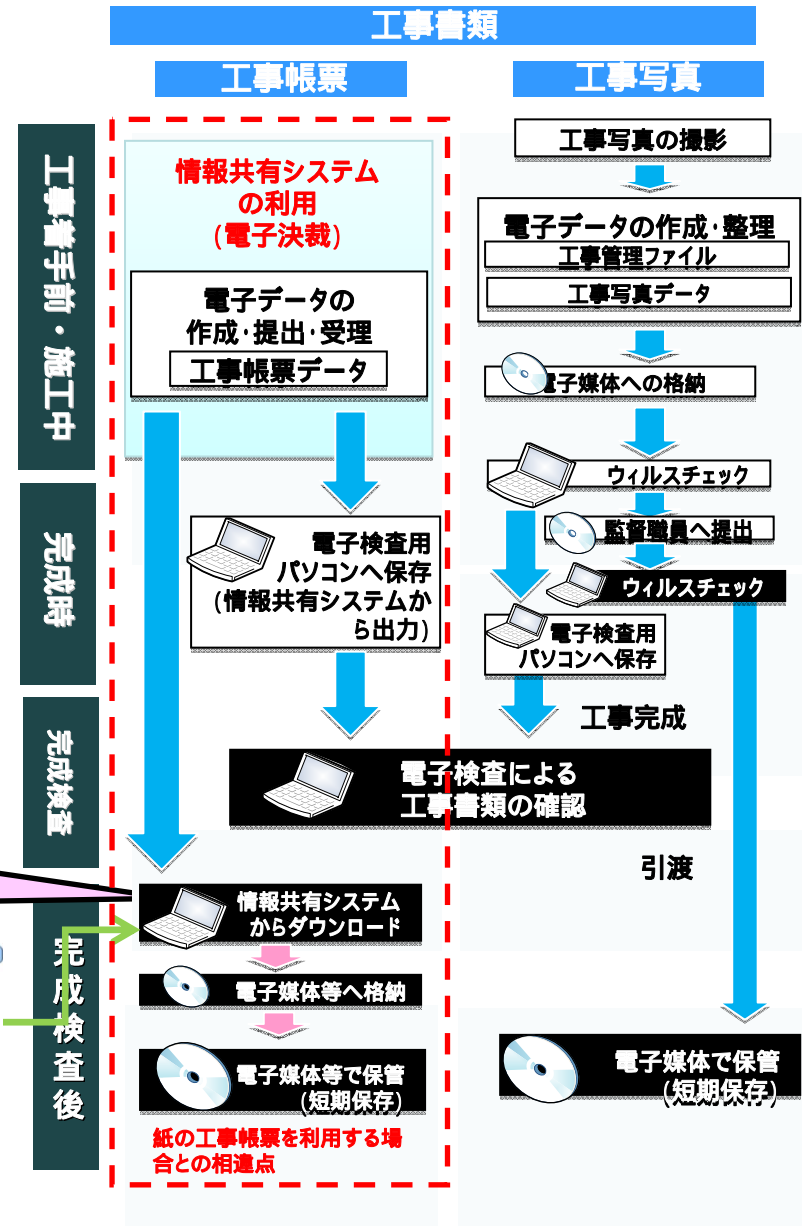 工事書類
工事帳票
工事写真
工事着手前・施工中
情報共有システム
の利用
(電子決裁)
電子データの
作成･提出･受理
工事帳票データ
工事写真の撮影
電子データの作成･整理
工事管理ファイル
工事写真データ
電子媒体への格納
ウィルスチェック
監督職員へ提出
ウィルスチェック
電子検査用
パソコンへ保存
完成時
電子検査用
パソコンへ保存
(情報共有システムか
ら出力)
工事完成
完成検査
電子検査による
工事書類の確認
引渡
完成検査後
情報共有システム
からダウンロード
電子媒体等へ格納
電子媒体等で保管
(短期保存)
電子媒体で保管
(短期保存)
紙の工事帳票を利用する場
合との相違点